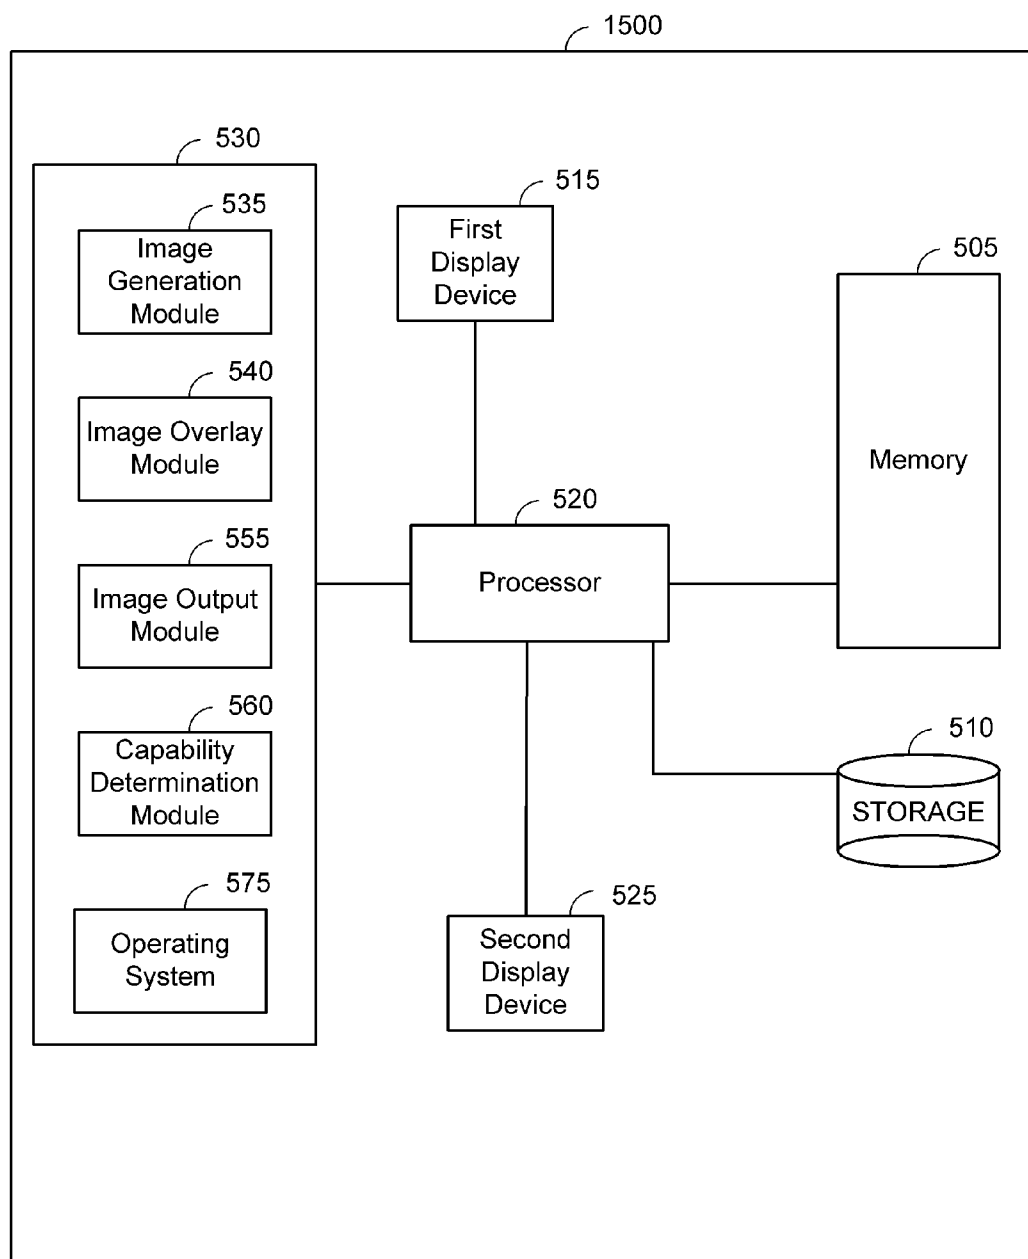 1500
530
535
Image
Generation
Module
540
Image Overlay
Module
555
Image Output
Module
560
Capability
Determination
Module
575
Operating
System
515
First
Display
Device
520
Processor
525
Second
Display
Device
505
Memory
510
STORAGE